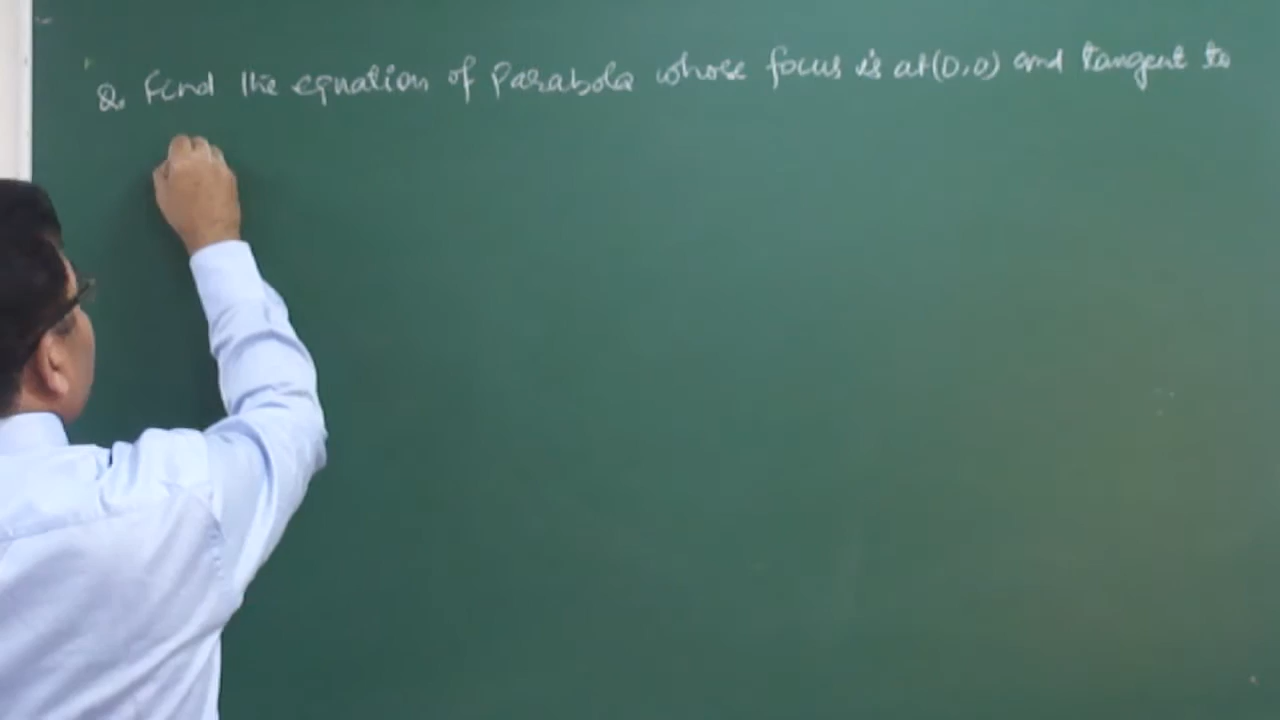 Q. Find the equation of parabola whose focus is at (0,0) and tangent to